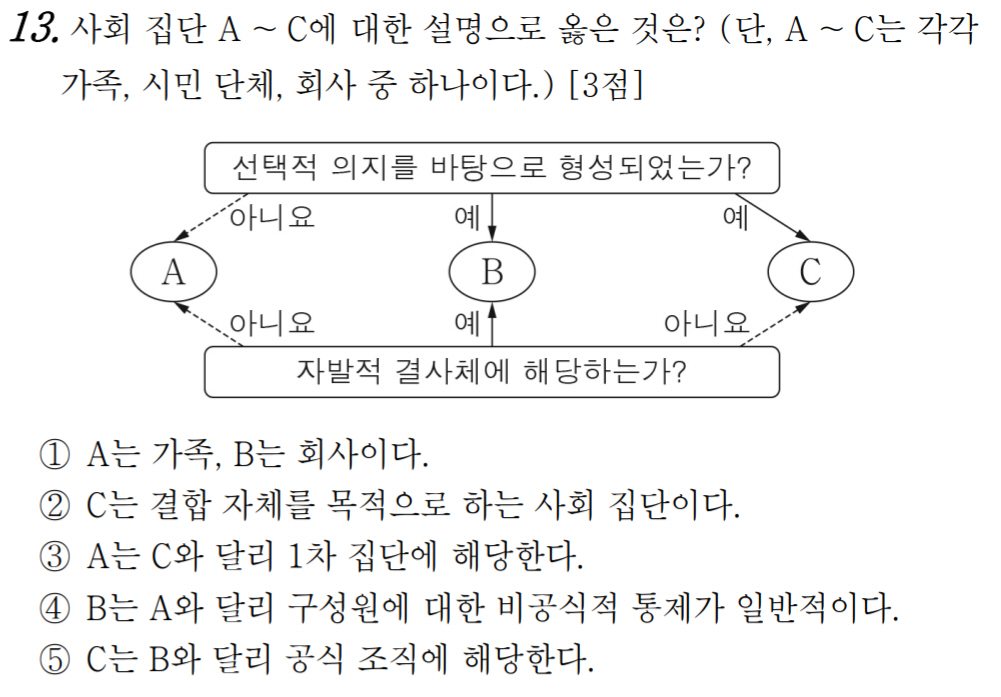 13. 사회 집단 A ~ C에 대한 설명으로 옳은 것은? (단, A ~ C는 각각
가족, 시민 단체, 회사 중 하나이다.) [3점]
선택적 의지를 바탕으로 형성되었는가?
아니요 예 예
A B C
아니요 예 아니요
자발적 결사체에 해당하는가?
① A는 가족, B는 회사이다.
② C는 결합 자체를 목적으로 하는 사회 집단이다.
③ A는 C와 달리 1차 집단에 해당한다.
④ B는 A와 달리 구성원에 대한 비공식적 통제가 일반적이다.
⑤ C는 B와 달리 공식 조직에 해당한다.